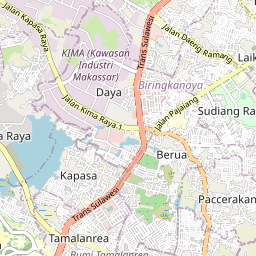 Jalan Kapasa Raya
Trans Sulawesi
Jalan Daeng Ramang
KIMA (Kawasan
Industri
Makassar)
Laik
Daya
Biringkanaya
Jalan Kima Raya 1
Jalan Pajaiang
Sudiang Ra
a Raya
Berua
Kapasa
Trans Sulawesi
Paccerakan
Tamalanrea
Bumi Tamalanrea